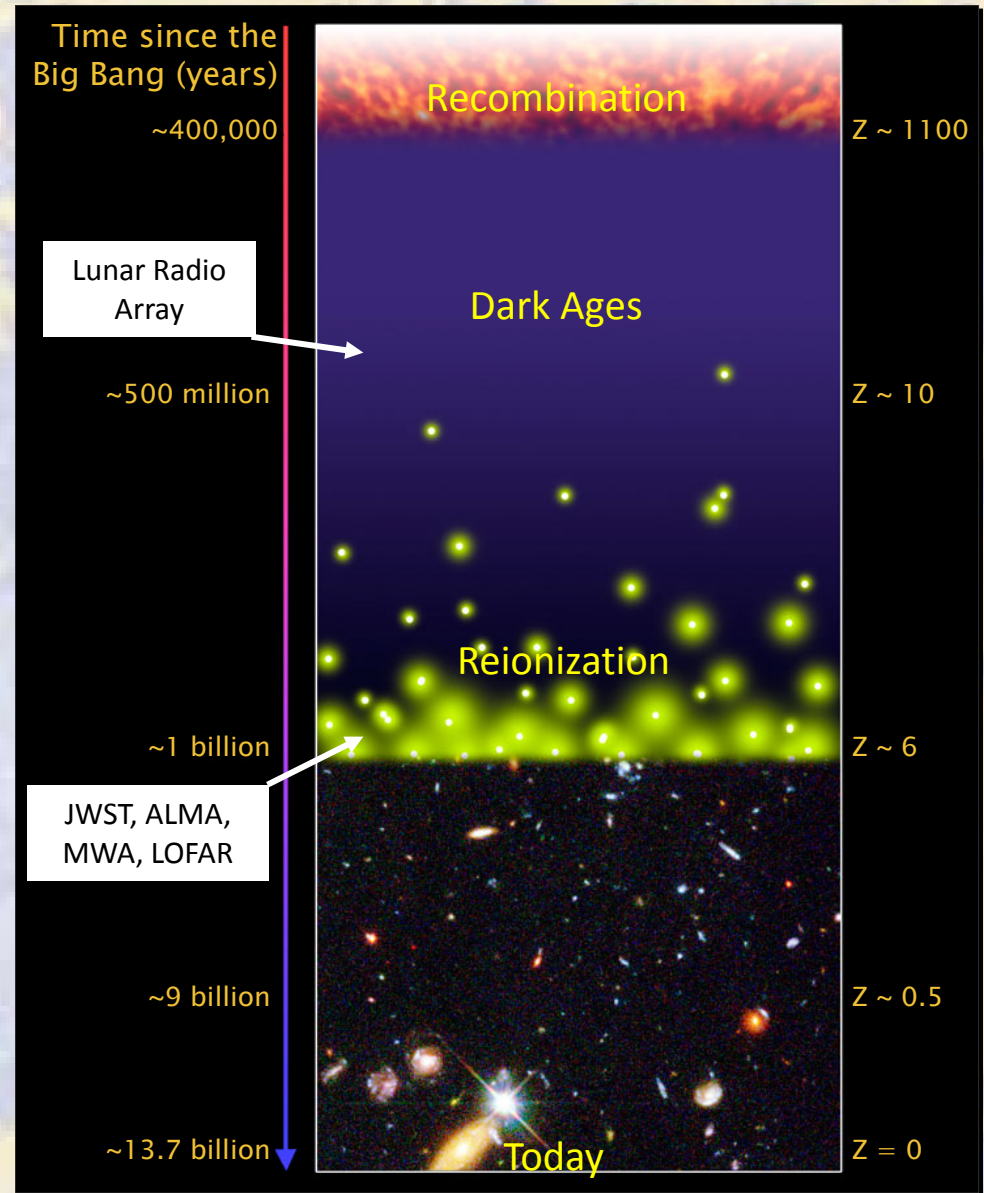 Time since the
Big Bang (years)
Recombination
~400,000
Z ~ 1100
Lunar Radio
Array
Dark Ages
~500 million
Z ~ 10
Reionization
~1 billion
Z ~ 6
JWST, ALMA,
MWA, LOFAR
~9 billion
Z ~ 0.5
~13.7 billion
Today
Z = 0